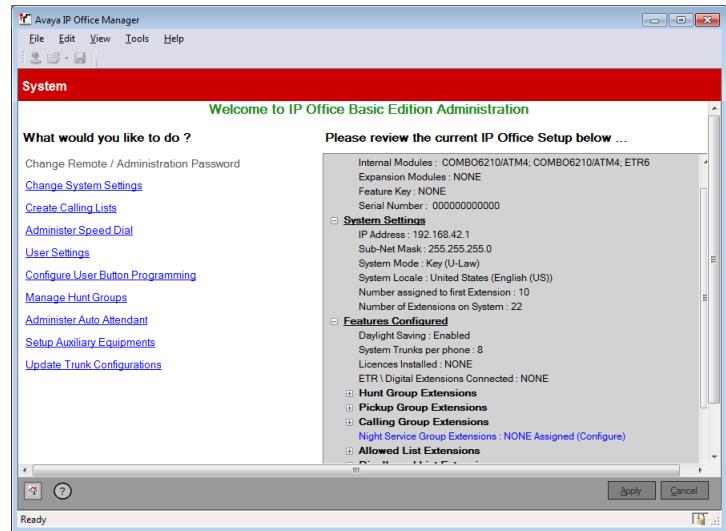 Avaya IP Office Manager
File Edit View Tools Help
System
Welcome to IP Office Basic Edition Administration
What would you like to do ?
Change Remote / Administration Password
Change System Settings
Create Calling Lists
Administer Speed Dial
User Settings
Configure User Button Programming
Manage Hunt Groups
Administer Auto Attendant
Setup Auxiliary Equipments
Update Trunk Configurations
Please review the current IP Office Setup below ...
Internal Modules : COMBO6210/ATM4; COMBO6210/ATM4; ETR6
Expansion Modules : NONE
Feature Key : NONE
Serial Number : 000000000000
System Settings
IP Address : 192.168.42.1
Sub-Net Mask : 255.255.255.0
System Mode : Key (U-Law)
System Locale : United States (English (US))
Number assigned to first Extension : 10
Number of Extensions on System : 22
Features Configured
Daylight Saving : Enabled
System Trunks per phone : 8
Licences Installed : NONE
ETR \ Digital Extensions Connected : NONE
Hunt Group Extensions
Pickup Group Extensions
Calling Group Extensions
Night Service Group Extensions : NONE Assigned (Configure)
Allowed List Extensions
Apply Cancel
Ready